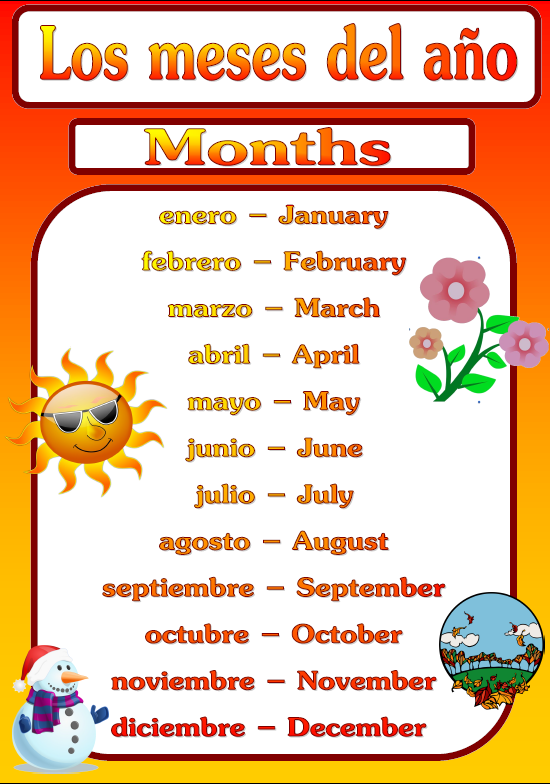 Los meses del año
Months
enero – January
febrero – February
marzo – March
abril – April
mayo – May
junio – June
julio – July
agosto – August
septiembre – September
octubre – October
noviembre – November
diciembre – December